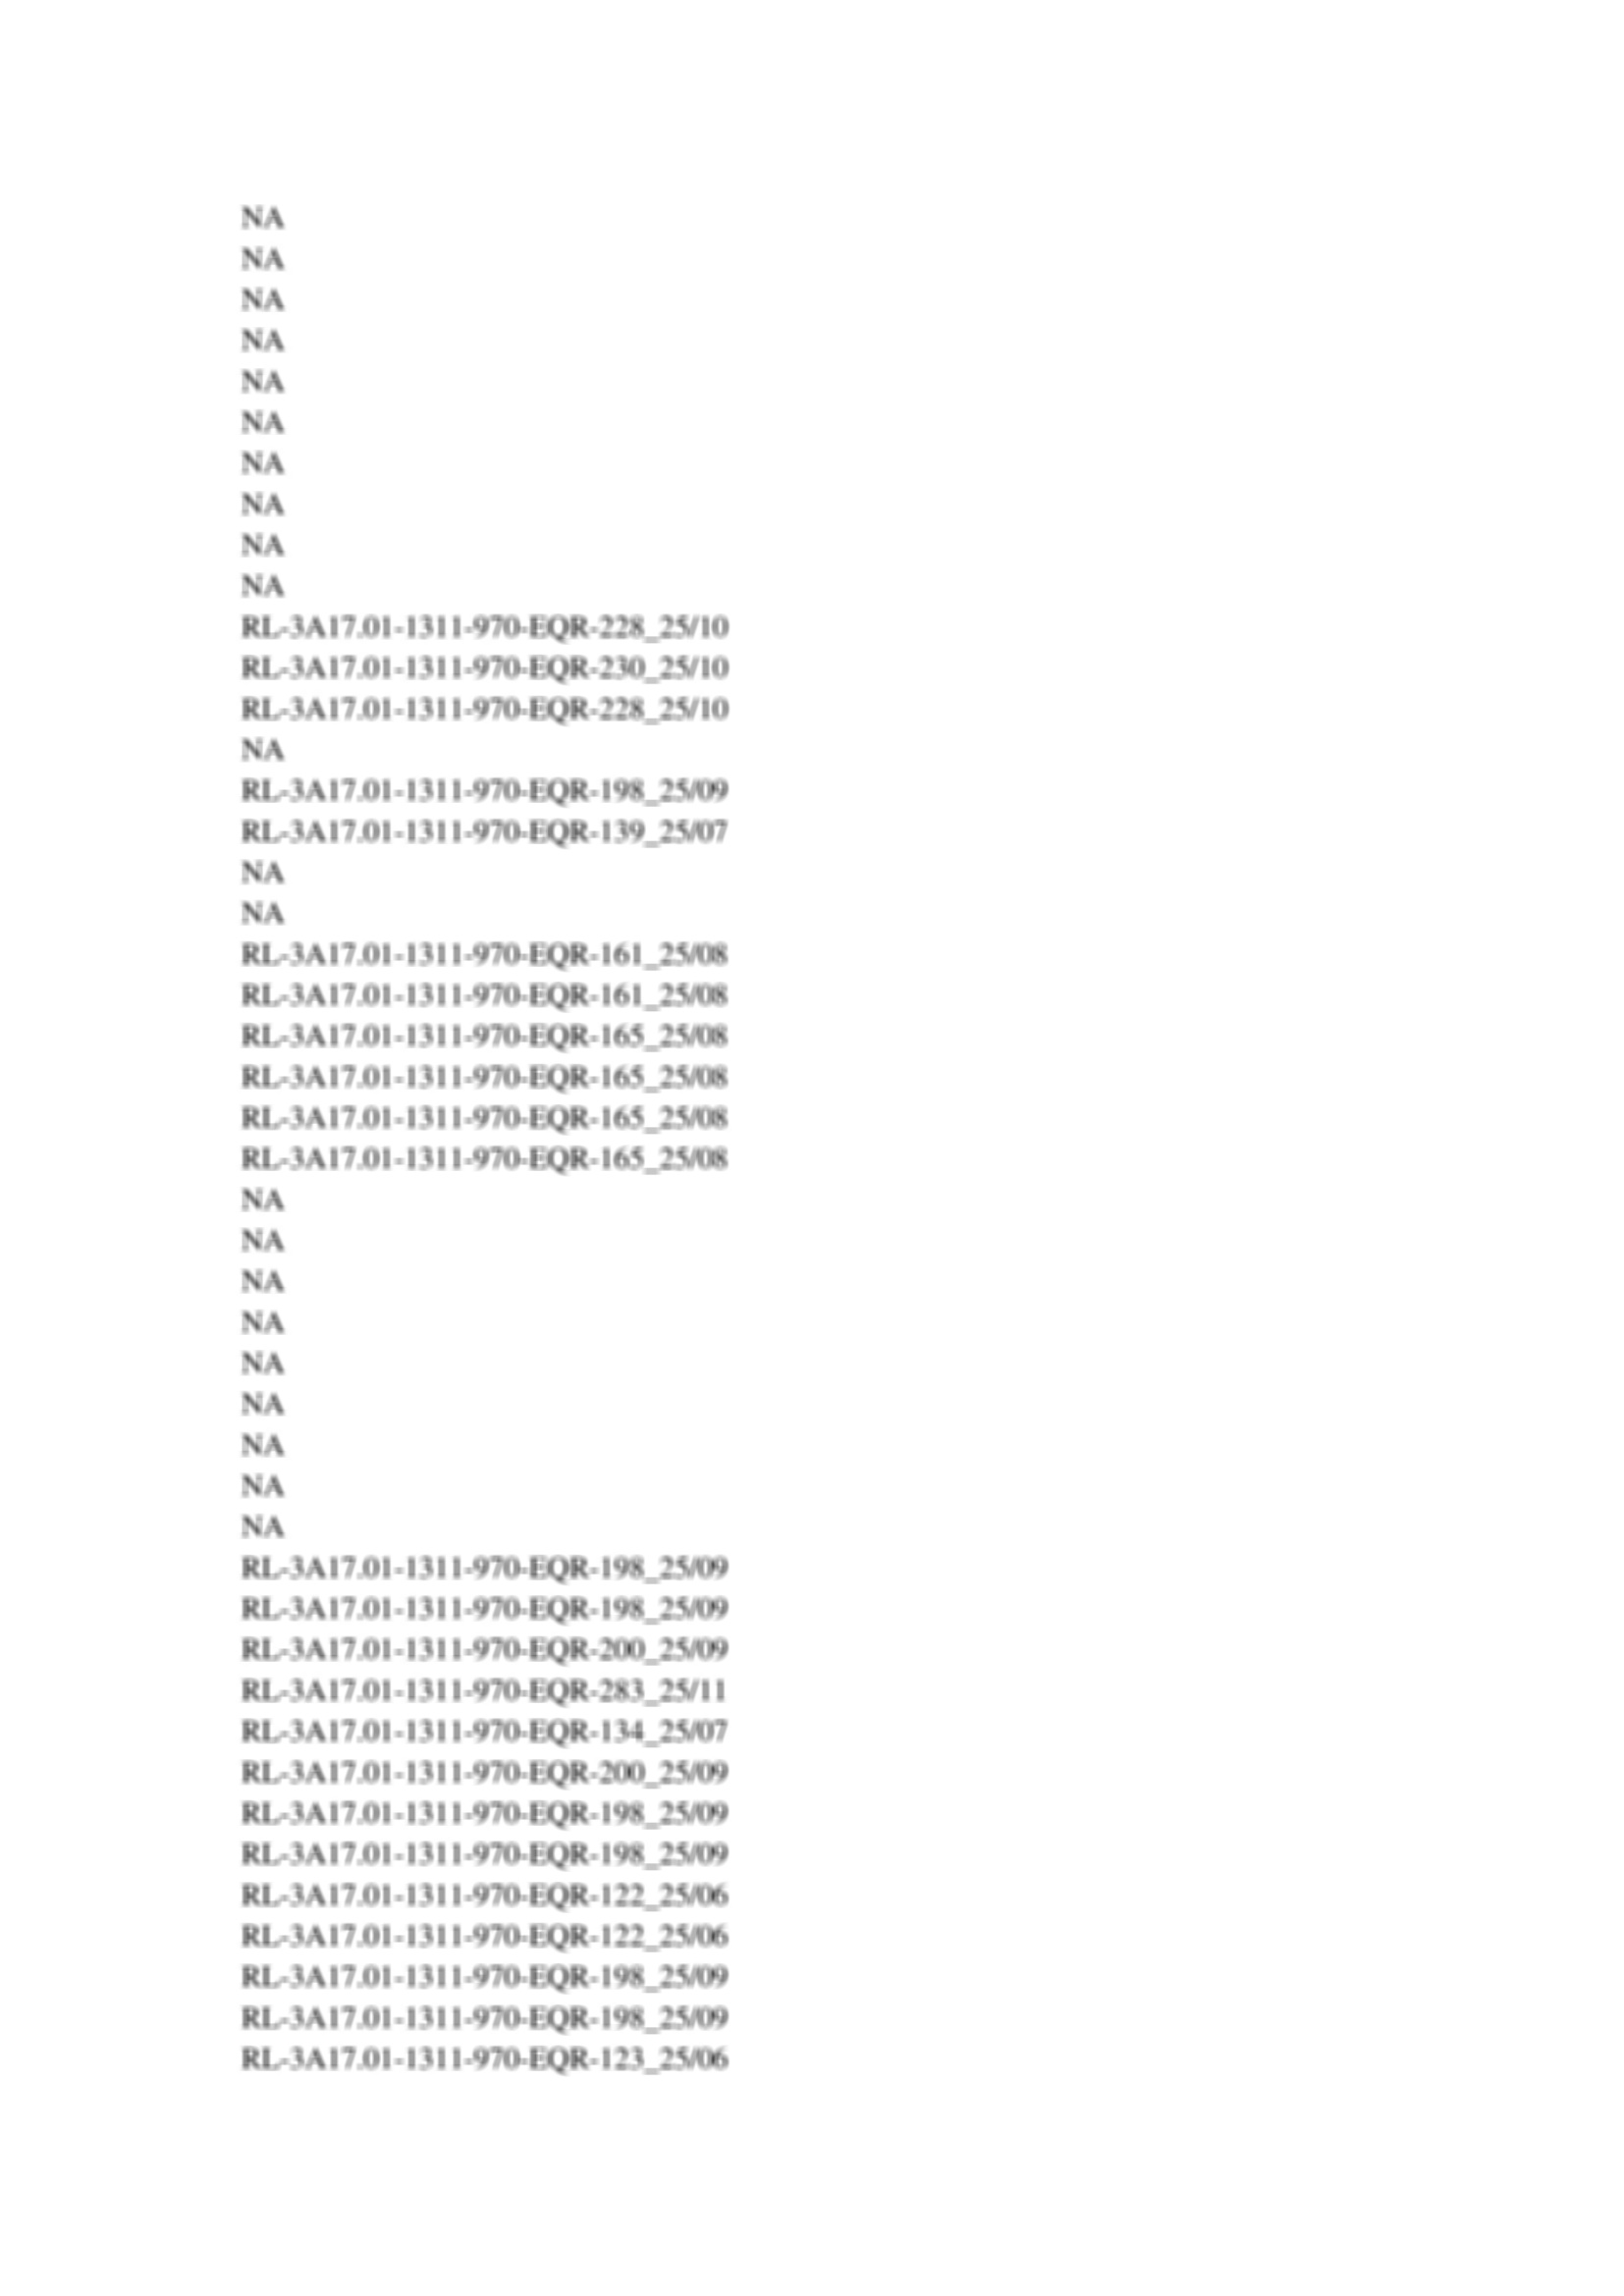 NA
NA
NA
NA
NA
NA
NA
NA
NA
NA
RL-3A17.01-1311-970-EQR-228_25/10
RL-3A17.01-1311-970-EQR-230_25/10
RL-3A17.01-1311-970-EQR-228_25/10
NA
RL-3A17.01-1311-970-EQR-198_25/09
RL-3A17.01-1311-970-EQR-139_25/07
NA
NA
RL-3A17.01-1311-970-EQR-161_25/08
RL-3A17.01-1311-970-EQR-161_25/08
RL-3A17.01-1311-970-EQR-165_25/08
RL-3A17.01-1311-970-EQR-165_25/08
RL-3A17.01-1311-970-EQR-165_25/08
RL-3A17.01-1311-970-EQR-165_25/08
NA
NA
NA
NA
NA
NA
NA
NA
NA
RL-3A17.01-1311-970-EQR-198_25/09
RL-3A17.01-1311-970-EQR-198_25/09
RL-3A17.01-1311-970-EQR-200_25/09
RL-3A17.01-1311-970-EQR-283_25/11
RL-3A17.01-1311-970-EQR-134_25/07
RL-3A17.01-1311-970-EQR-200_25/09
RL-3A17.01-1311-970-EQR-198_25/09
RL-3A17.01-1311-970-EQR-198_25/09
RL-3A17.01-1311-970-EQR-122_25/06
RL-3A17.01-1311-970-EQR-122_25/06
RL-3A17.01-1311-970-EQR-198_25/09
RL-3A17.01-1311-970-EQR-198_25/09
RL-3A17.01-1311-970-EQR-123_25/06